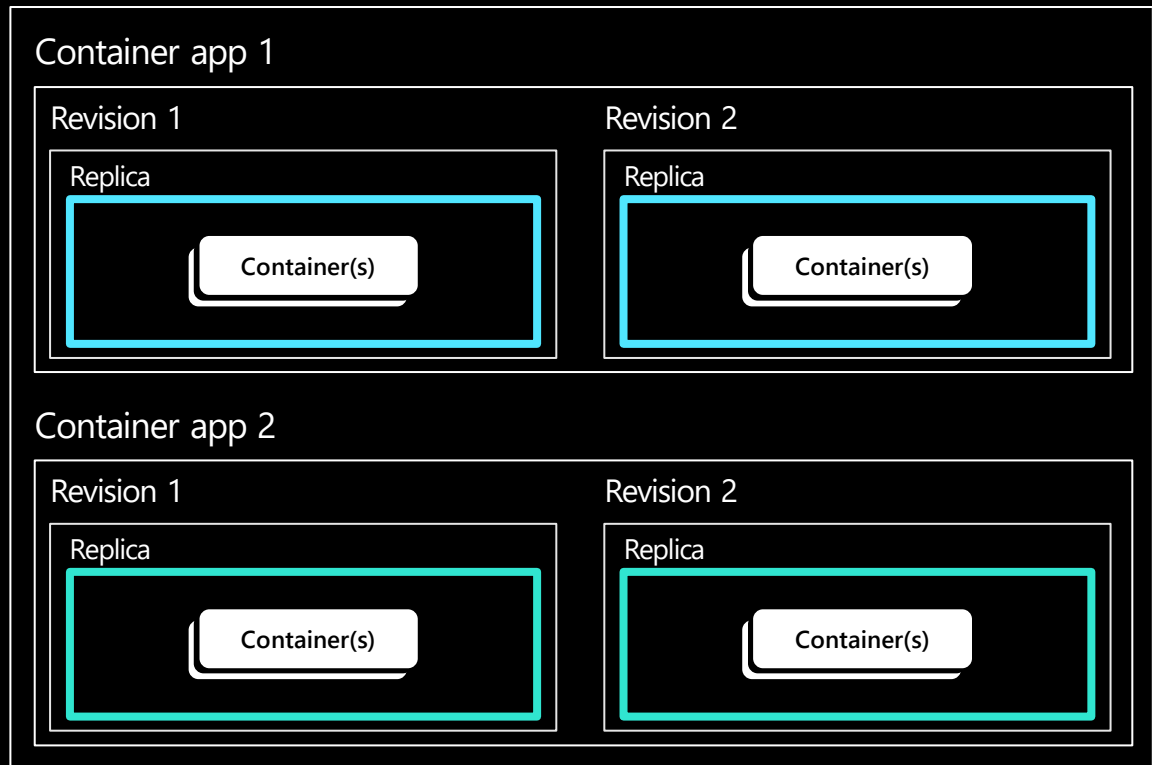 Container app 1
Revision 1
Revision 2
Replica
Replica
Container(s)
Container(s)
Container app 2
Revision 1
Revision 2
Replica
Replica
Container(s)
Container(s)